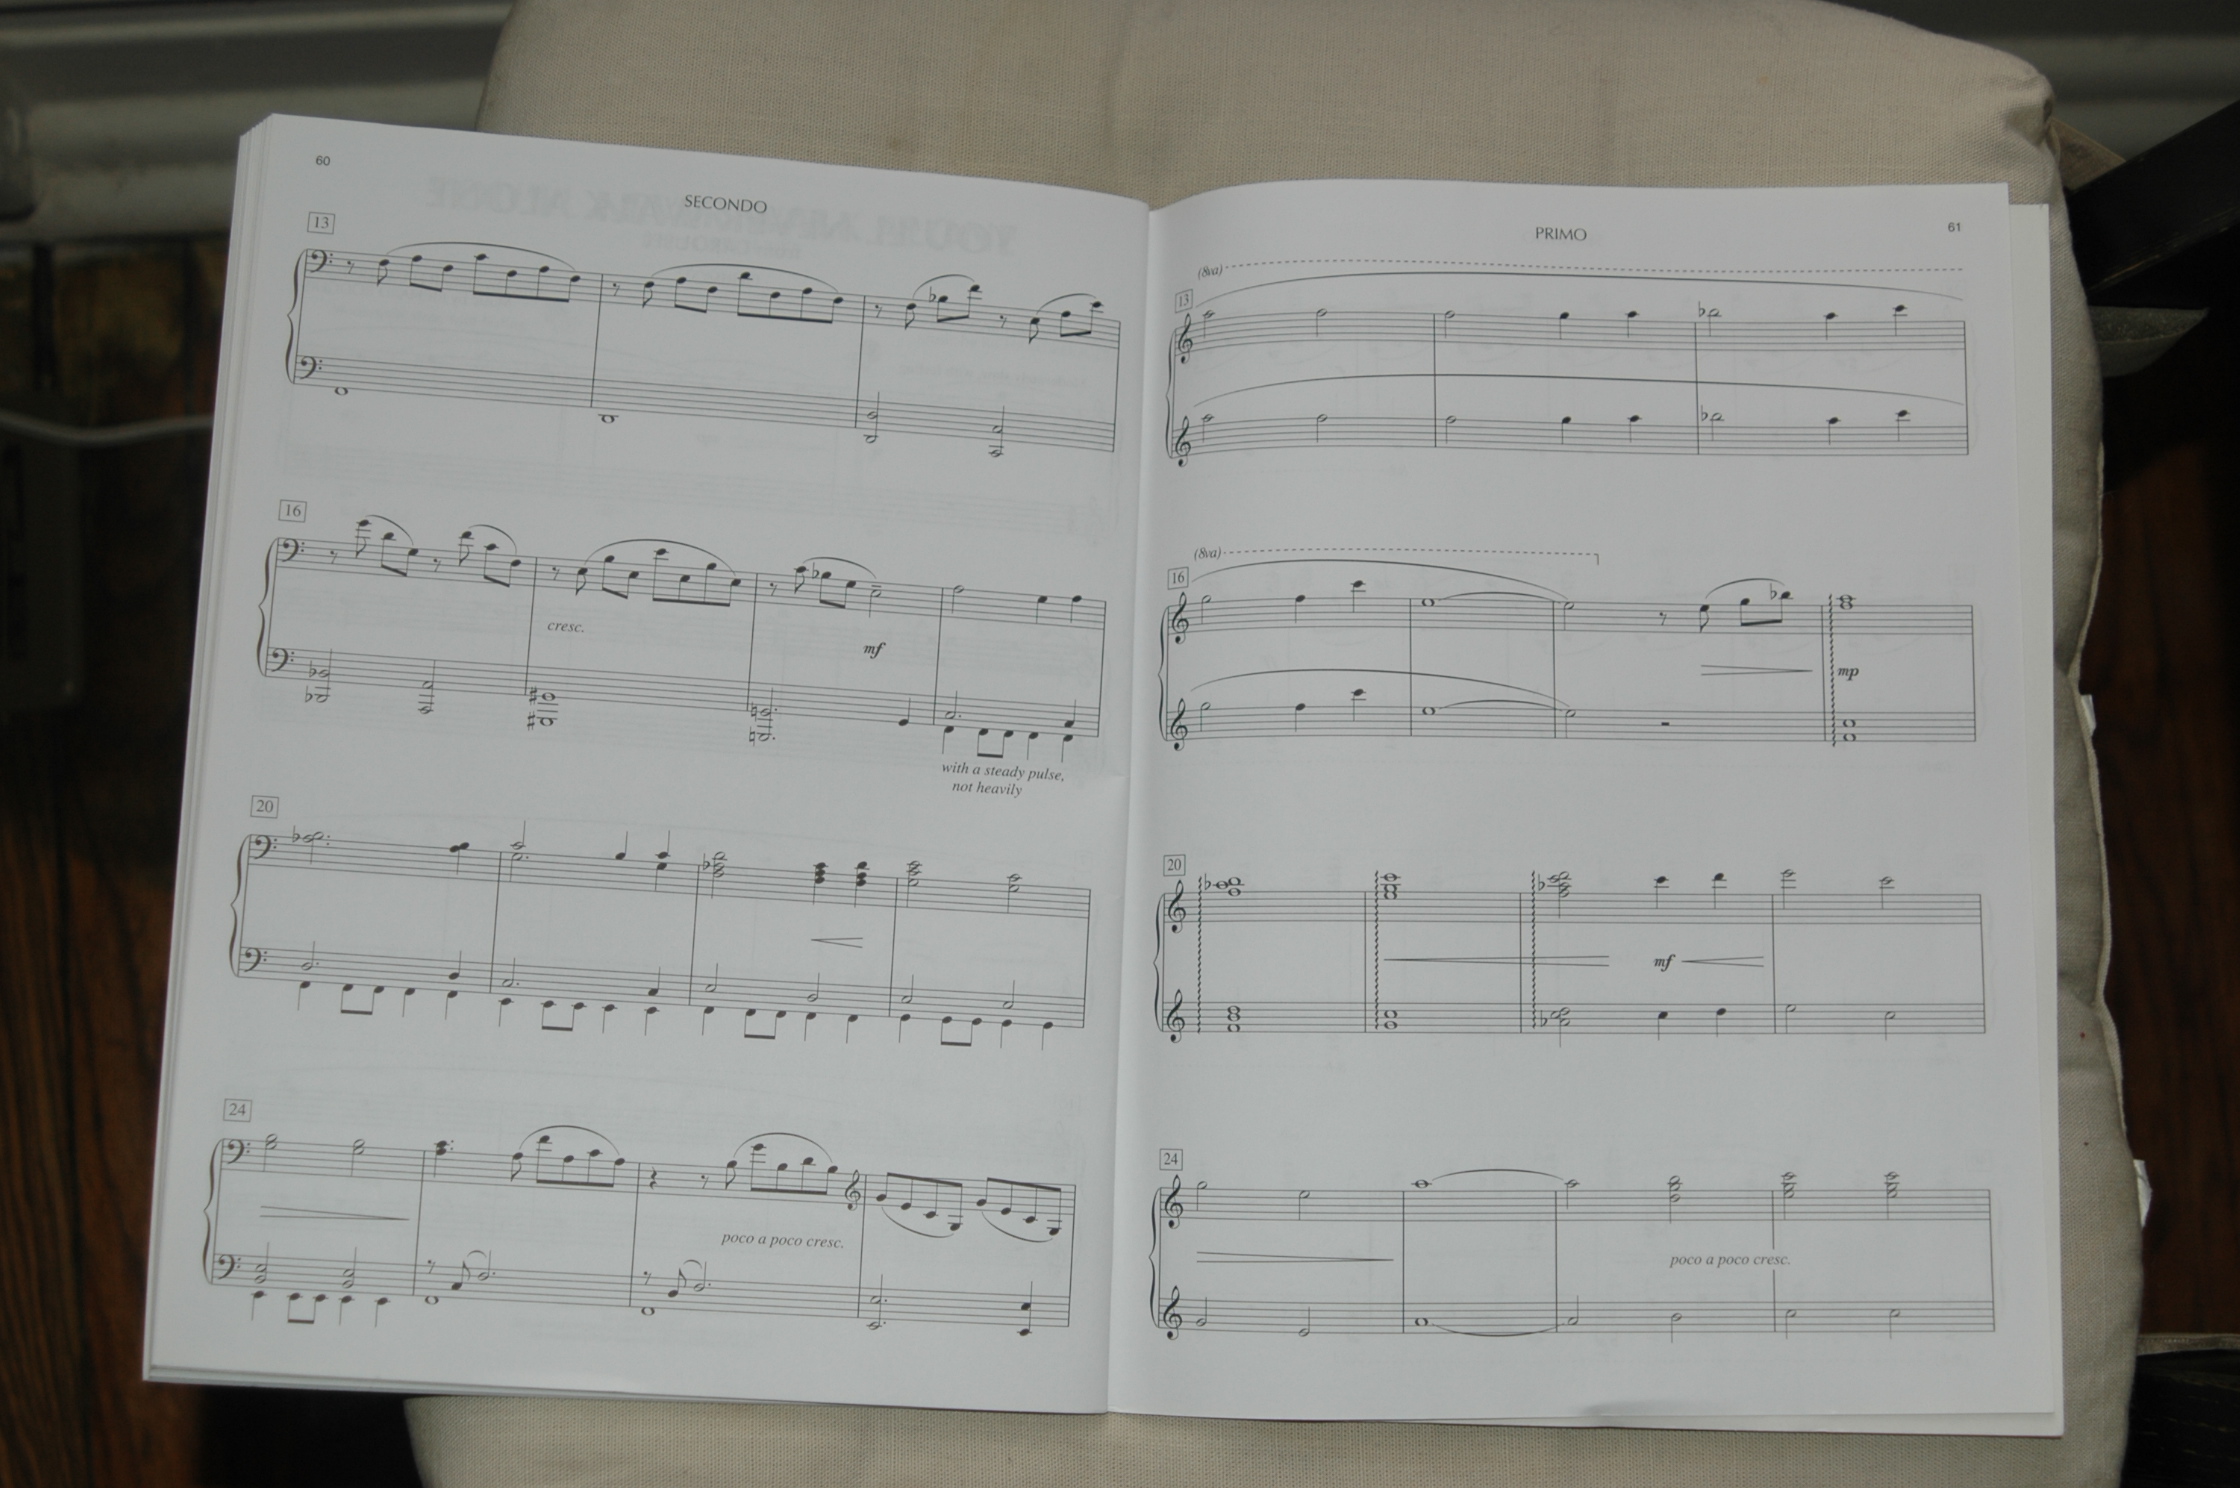 60
SECONDO
13
16
cresc.
mf
with a steady pulse,
not heavily
20
24
poco a poco cresc.
61
PRIMO
(8va)
13
(8va)
16
mp
20
mf
24
poco a poco cresc.